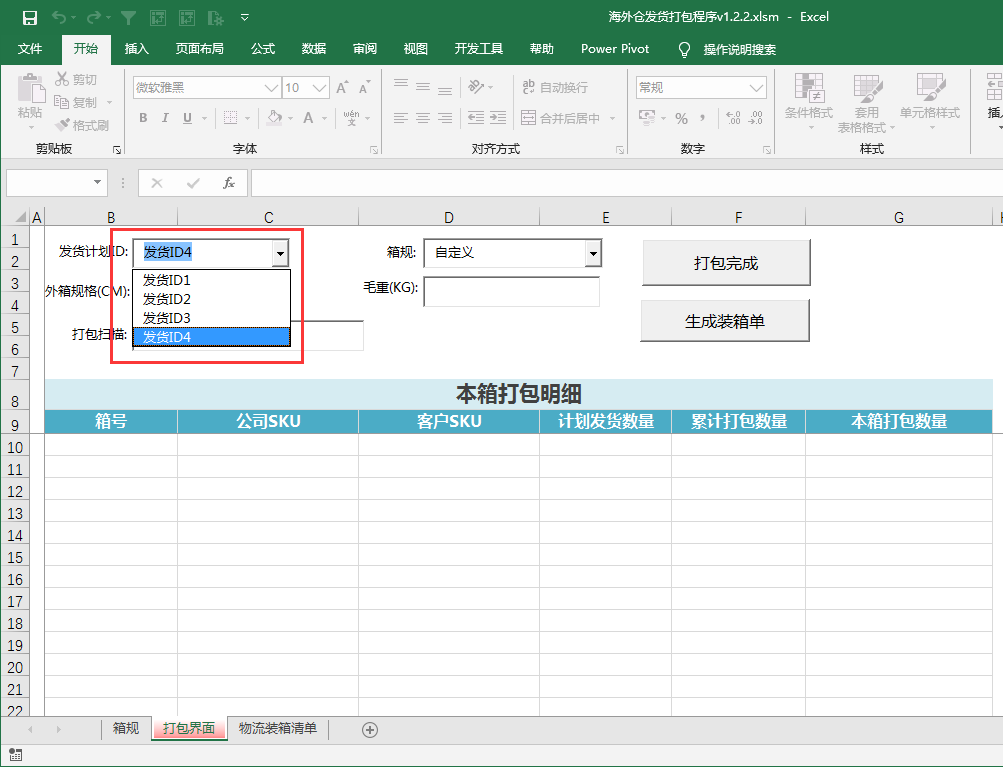 海外仓发货打包程序v1.2.2.xlsm - Excel
文件 开始 插入 页面布局 公式 数据 审阅 视图 开发工具 帮助 Power Pivot 操作说明搜索
剪切
复制
格式刷
粘贴
剪贴板
微软雅黑 10 A A
B I U A wén 文
字体
ab 自动换行
合并后居中
对齐方式
常规
% , .00
数字
条件格式 套用 表格格式 单元格样式
样式
插入
fx
A B C D E F G
1
2
3
4
5
6
7
8
9
10
11
12
13
14
15
16
17
18
19
20
21
22
发货计划ID: 发货ID4 箱规: 自定义 打包完成
发货ID1
发货ID2
发货ID3
发货ID4
外箱规格(CM): 毛重(KG):
生成装箱单
打包扫描:
本箱打包明细
箱号 公司SKU 客户SKU 计划发货数量 累计打包数量 本箱打包数量
箱规 打包界面 物流装箱清单